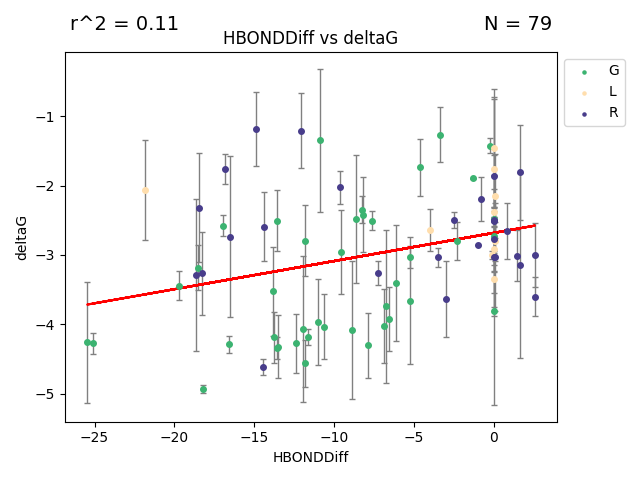 r^2 = 0.11
N = 79
HBONDDiff vs deltaG
G
L
R
−1
−2
−3
−4
−5
deltaG
−25
−20
−15
−10
−5
0
HBONDDiff